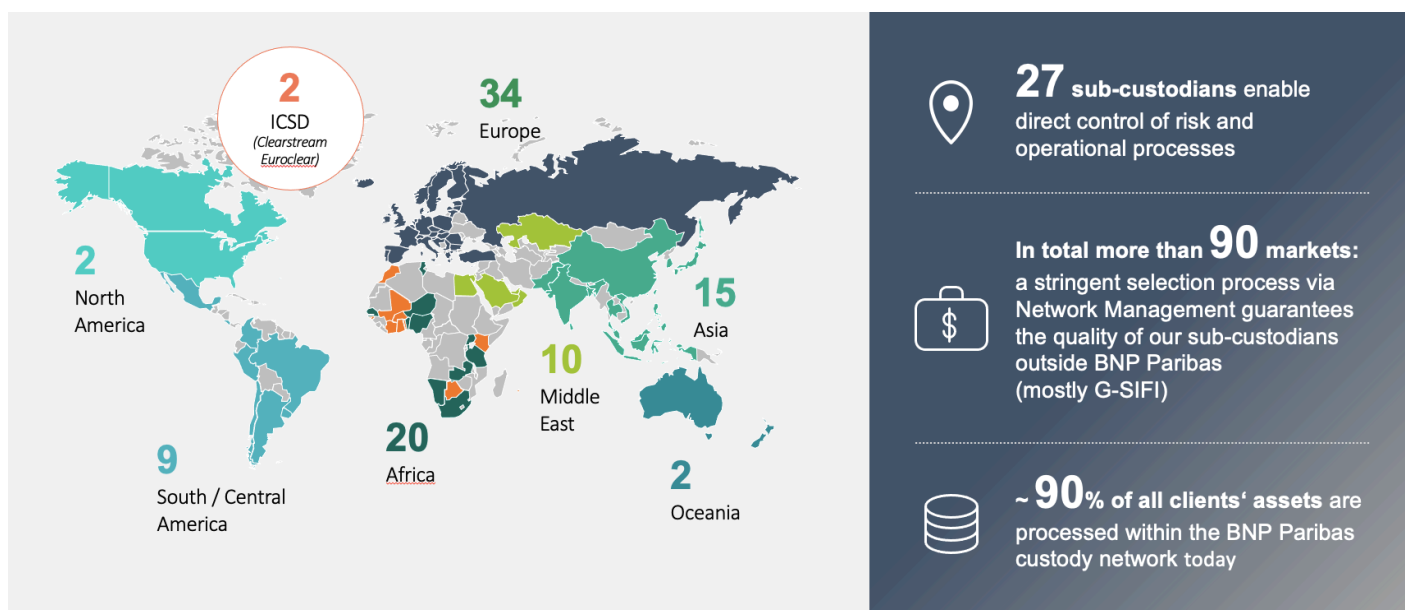 2
ICSD
(Clearstream
Euroclear)
34
Europe
2
North
America
15
Asia
10
Middle
East
20
Africa
9
South / Central
America
2
Oceania
27 sub-custodians enable
direct control of risk and
operational processes
In total more than 90 markets:
a stringent selection process via
Network Management guarantees
the quality of our sub-custodians
outside BNP Paribas
(mostly G-SIFI)
$
~ 90% of all clients‘ assets are
processed within the BNP Paribas
custody network today